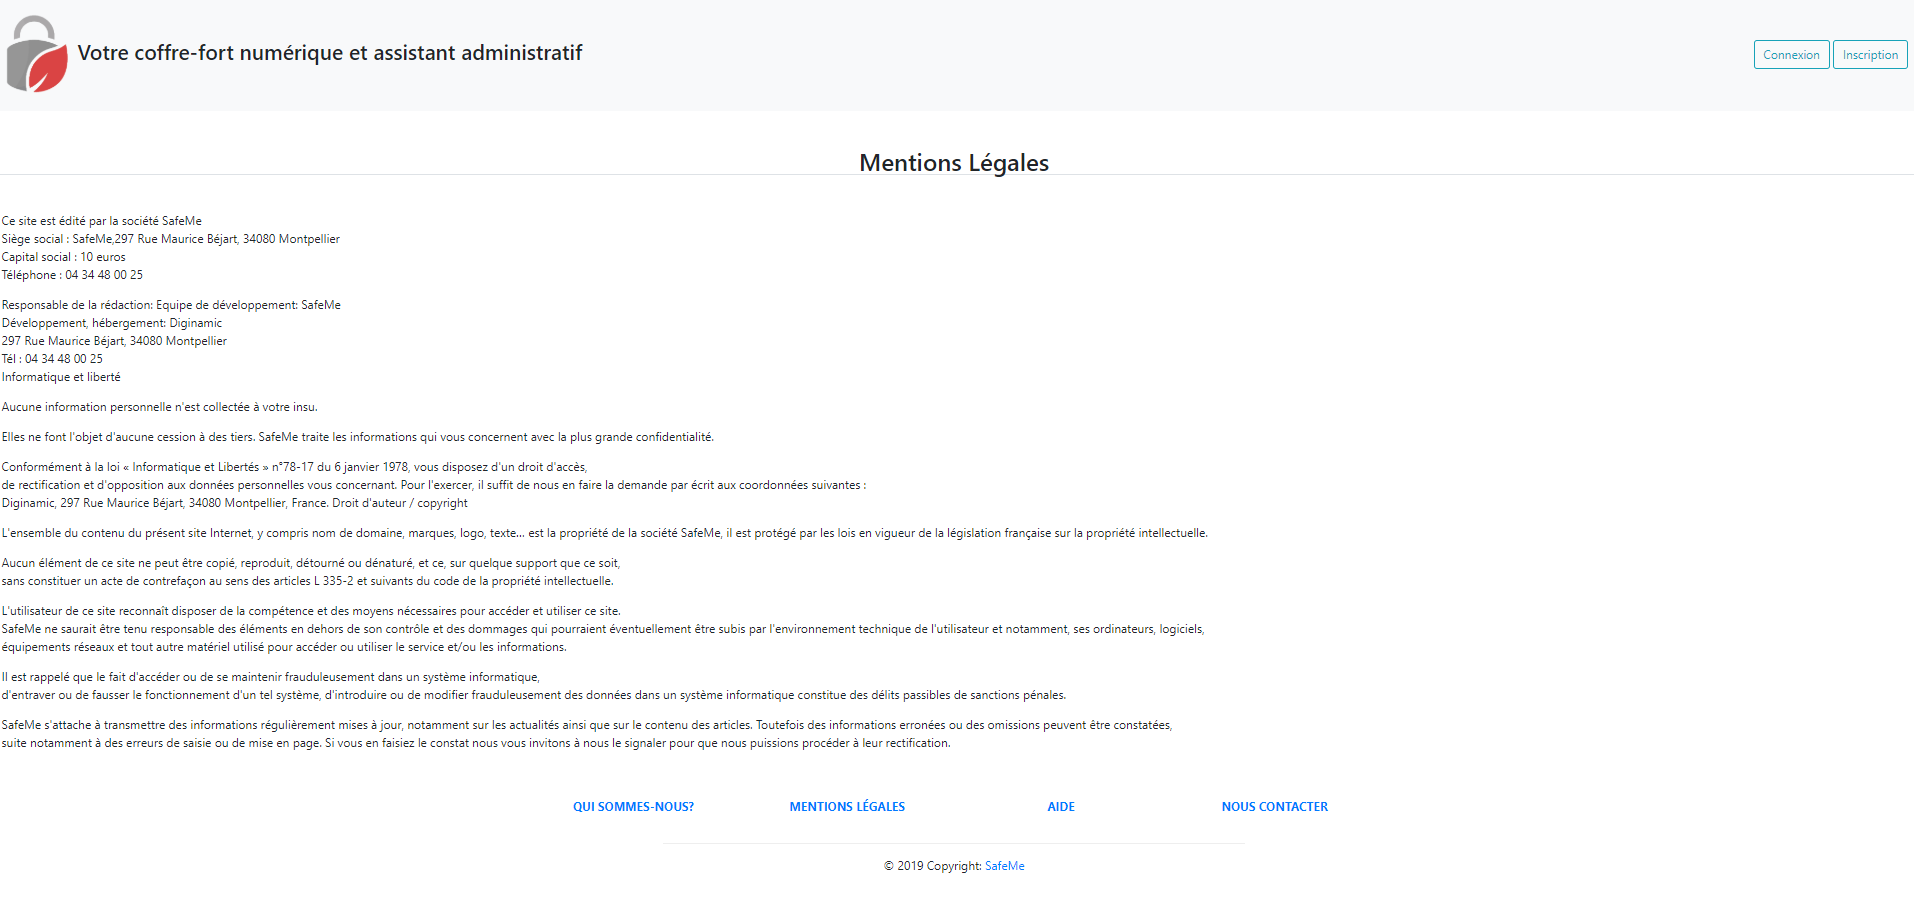 Votre coffre-fort numérique et assistant administratif
Connexion
Inscription
Mentions Légales
Ce site est édité par la société SafeMe
Siège social : SafeMe,297 Rue Maurice Béjart, 34080 Montpellier
Capital social : 10 euros
Téléphone : 04 34 48 00 25
Responsable de la rédaction: Equipe de développement: SafeMe
Développement, hébergement: Diginamic
297 Rue Maurice Béjart, 34080 Montpellier
Tél : 04 34 48 00 25
Informatique et liberté
Aucune information personnelle n'est collectée à votre insu.
Elles ne font l'objet d'aucune cession à des tiers. SafeMe traite les informations qui vous concernent avec la plus grande confidentialité.
Conformément à la loi « Informatique et Libertés » n°78-17 du 6 janvier 1978, vous disposez d'un droit d'accès,
de rectification et d'opposition aux données personnelles vous concernant. Pour l'exercer, il suffit de nous en faire la demande par écrit aux coordonnées suivantes :
Diginamic, 297 Rue Maurice Béjart, 34080 Montpellier, France. Droit d'auteur / copyright
L'ensemble du contenu du présent site Internet, y compris nom de domaine, marques, logo, texte... est la propriété de la société SafeMe, il est protégé par les lois en vigueur de la législation française sur la propriété intellectuelle.
Aucun élément de ce site ne peut être copié, reproduit, détourné ou dénaturé, et ce, sur quelque support que ce soit,
sans constituer un acte de contrefaçon au sens des articles L 335-2 et suivants du code de la propriété intellectuelle.
L'utilisateur de ce site reconnaît disposer de la compétence et des moyens nécessaires pour accéder et utiliser ce site.
SafeMe ne saurait être tenu responsable des éléments en dehors de son contrôle et des dommages qui pourraient éventuellement être subis par l'environnement technique de l'utilisateur et notamment, ses ordinateurs, logiciels,
équipements réseaux et tout autre matériel utilisé pour accéder ou utiliser le service et/ou les informations.
Il est rappelé que le fait d'accéder ou de se maintenir frauduleusement dans un système informatique,
d'entraver ou de fausser le fonctionnement d'un tel système, d'introduire ou de modifier frauduleusement des données dans un système informatique constitue des délits passibles de sanctions pénales.
SafeMe s'attache à transmettre des informations régulièrement mises à jour, notamment sur les actualités ainsi que sur le contenu des articles. Toutefois des informations erronées ou des omissions peuvent être constatées,
suite notamment à des erreurs de saisie ou de mise en page. Si vous en faisiez le constat nous vous invitons à nous le signaler pour que nous puissions procéder à leur rectification.
QUI SOMMES-NOUS?
MENTIONS LÉGALES
AIDE
NOUS CONTACTER
© 2019 Copyright: SafeMe